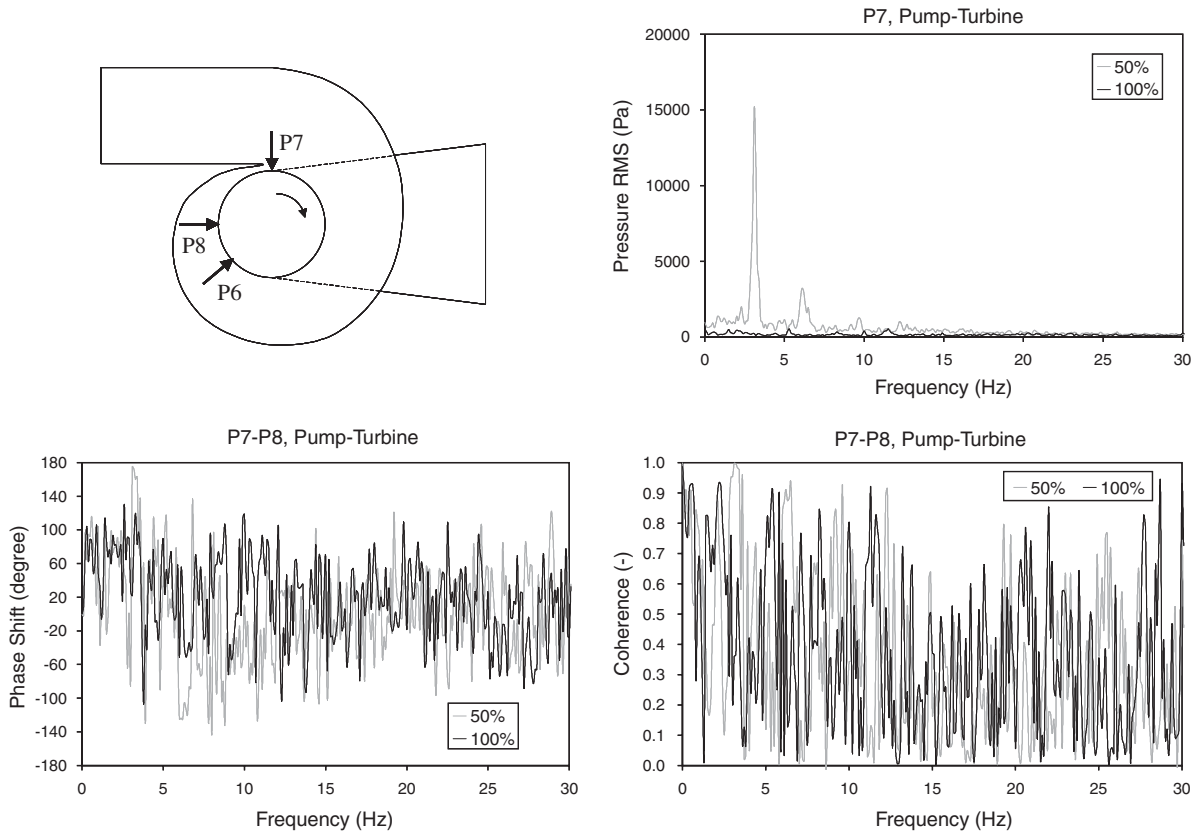 P7
P8
P6
P7, Pump-Turbine
Pressure RMS (Pa)
20000
15000
10000
5000
0
50%
100%
0 5 10 15 20 25 30
Frequency (Hz)
P7-P8, Pump-Turbine
Phase Shift (degree)
180
140
100
60
20
-20
-60
-100
-140
-180
50%
100%
0 5 10 15 20 25 30
Frequency (Hz)
P7-P8, Pump-Turbine
Coherence (-)
1.0
0.9
0.8
0.7
0.6
0.5
0.4
0.3
0.2
0.1
0.0
50% 100%
0 5 10 15 20 25 30
Frequency (Hz)